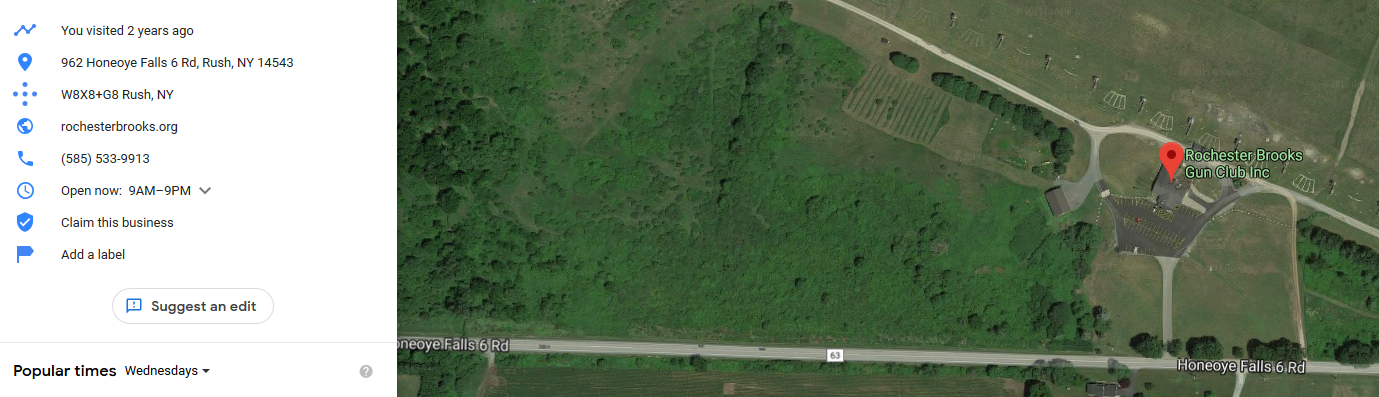 You visited 2 years ago
962 Honeoye Falls 6 Rd, Rush, NY 14543
W8X8+G8 Rush, NY
rochesterbrooks.org
(585) 533-9913
Open now: 9AM–9PM
Claim this business
Add a label
Suggest an edit
Popular times Wednesdays
?
Rochester Brooks
Gun Club Inc
oneoye Falls 6 Rd
63
Honeoye Falls 6 Rd